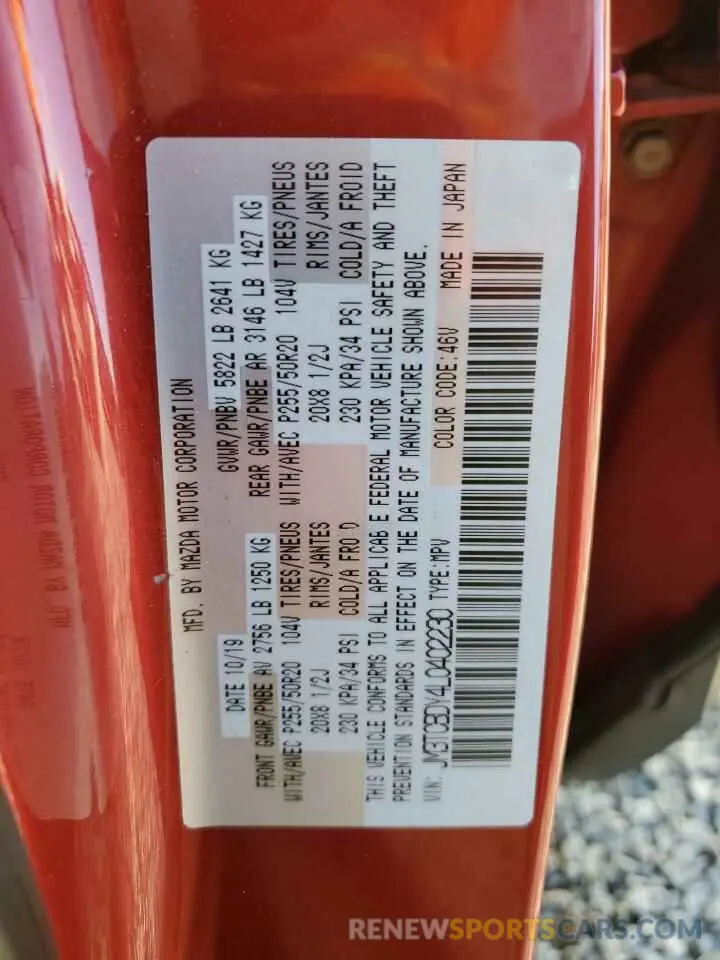 MFD. BY MAZDA MOTOR CORPORATION
DATE 10/19 GVWR/PNBV 5822 LB 2641 KG
FRONT GAWR/PNBE AV 2756 LB 1250 KG REAR GAWR/PNBE AR 3146 LB 1427 KG
WITH/AVEC P255/50R20 104V TIRES/PNEUS WITH/AVEC P255/50R20 104V TIRES/PNEUS
20X8 1/2J RIMS/JANTES 20X8 1/2J RIMS/JANTES
230 KPA/34 PSI COLD/A FRO D 230 KPA/34 PSI COLD/A FROID
THIS VEHICLE CONFORMS TO ALL APPLICAB E FEDERAL MOTOR VEHICLE SAFETY AND THEFT
PREVENTION STANDARDS IN EFFECT ON THE DATE OF MANUFACTURE SHOWN ABOVE.
VIN: JM3TCBDY4L0402230 TYPE:MPV COLOR CODE:46V MADE IN JAPAN
RENEWSPORTSCARS.COM